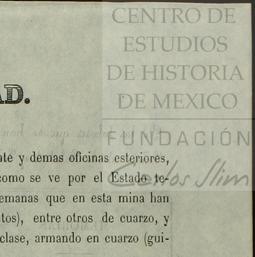 CENTRO DE
ESTUDIOS
DE HISTORIA
DE MEXICO
FUNDACIÓN
Carlos Slim
AD.
te y demas oficinas esteriores,
como se ve por el Estado te-
emanas que en esta mina han
tos), entre otros de cuarzo, y
clase, armando en cuarzo (gui-